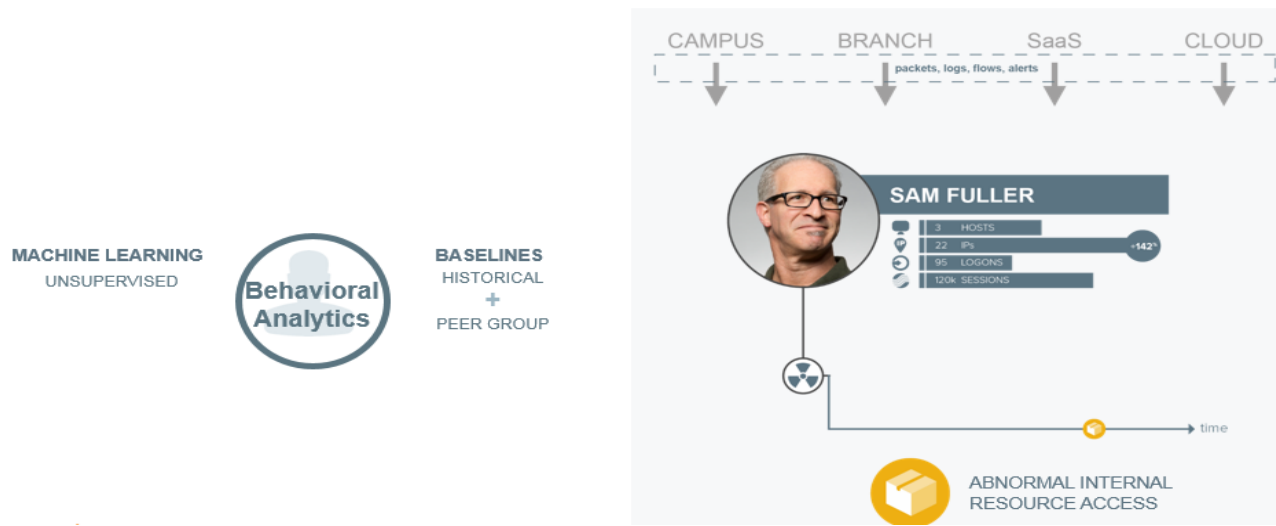 MACHINE LEARNING
UNSUPERVISED
Behavioral
Analytics
BASELINES
HISTORICAL
+
PEER GROUP
CAMPUS BRANCH SaaS CLOUD
packets, logs, flows, alerts
SAM FULLER
3 HOSTS
IP 22 IPs +142%
95 LOGONS
120k SESSIONS
time
ABNORMAL INTERNAL
RESOURCE ACCESS